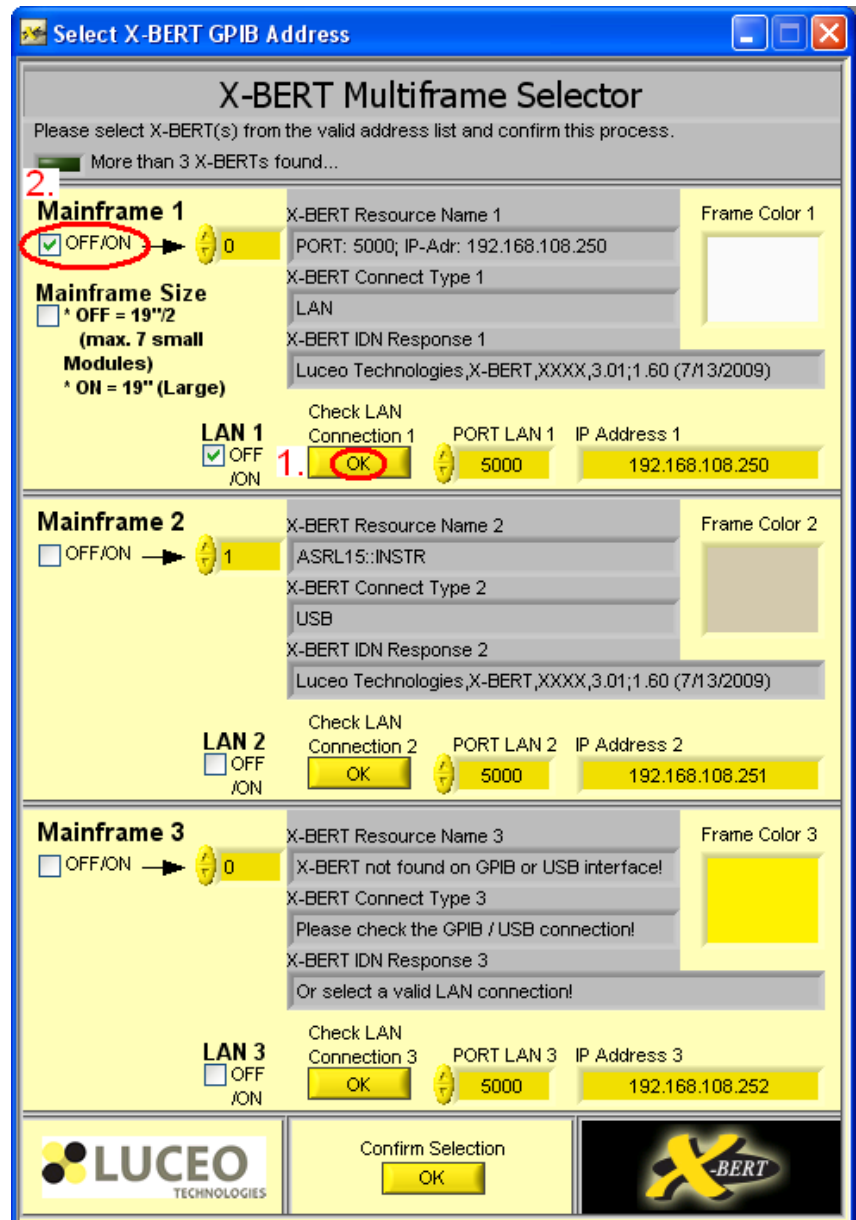 Select X-BERT GPIB Address
X-BERT Multiframe Selector
Please select X-BERT(s) from the valid address list and confirm this process.
More than 3 X-BERTs found...
2.
Mainframe 1
OFF/ON
0
X-BERT Resource Name 1
PORT: 5000; IP-Adr: 192.168.108.250
X-BERT Connect Type 1
LAN
X-BERT IDN Response 1
Luceo Technologies,X-BERT,XXXX,3.01;1.60 (7/13/2009)
Frame Color 1
Mainframe Size
* OFF = 19"/2
(max. 7 small
Modules)
* ON = 19" (Large)
LAN 1
OFF
/ON
1.
Check LAN
Connection 1
OK
PORT LAN 1
5000
IP Address 1
192.168.108.250
Mainframe 2
OFF/ON
1
X-BERT Resource Name 2
ASRL15::INSTR
X-BERT Connect Type 2
USB
X-BERT IDN Response 2
Luceo Technologies,X-BERT,XXXX,3.01;1.60 (7/13/2009)
Frame Color 2
LAN 2
OFF
/ON
Check LAN
Connection 2
OK
PORT LAN 2
5000
IP Address 2
192.168.108.251
Mainframe 3
OFF/ON
0
X-BERT Resource Name 3
X-BERT not found on GPIB or USB interface!
X-BERT Connect Type 3
Please check the GPIB / USB connection!
X-BERT IDN Response 3
Or select a valid LAN connection!
Frame Color 3
LAN 3
OFF
/ON
Check LAN
Connection 3
OK
PORT LAN 3
5000
IP Address 3
192.168.108.252
LUCEO
TECHNOLOGIES
Confirm Selection
OK
X-BERT